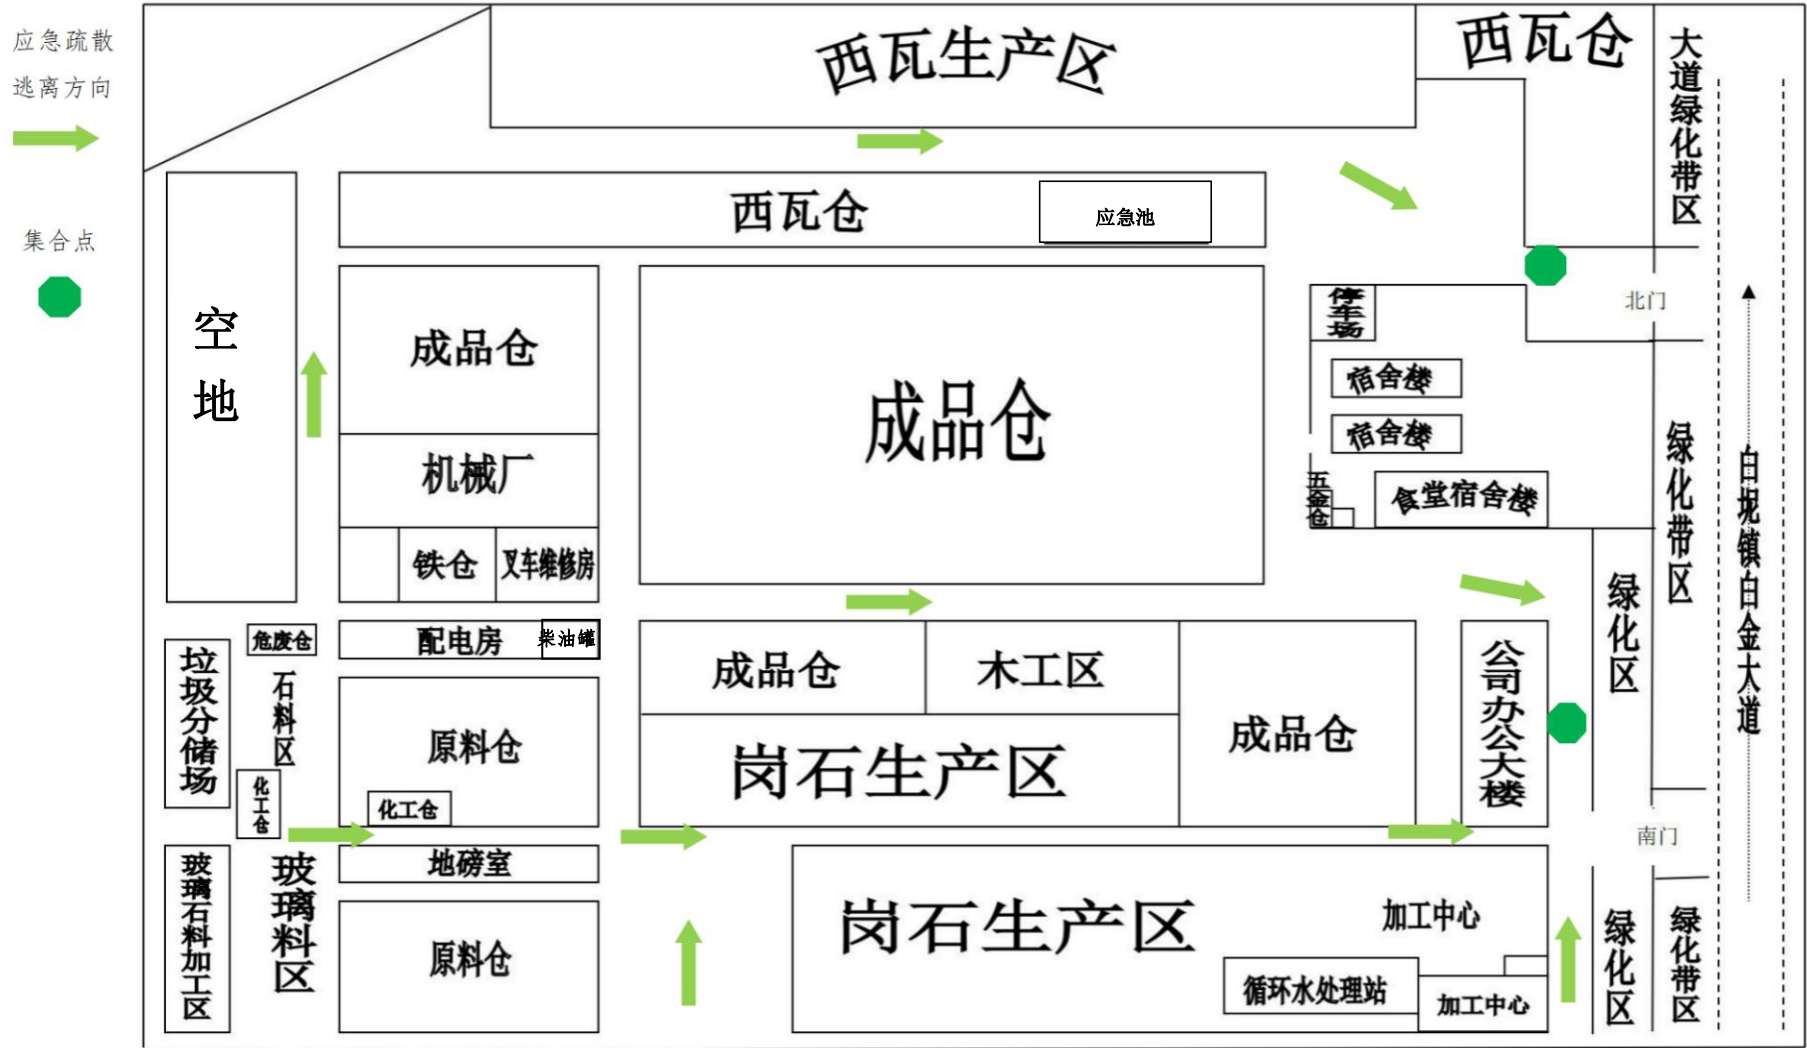 应急疏散
逃离方向
集合点
西瓦生产区
西瓦仓
大道绿化带区
西瓦仓
应急池
空地
成品仓
成品仓
停车场
北门
宿舍楼
宿舍楼
机械厂
五金仓
食堂宿舍楼
绿化带区
白坭镇白金大道
铁仓
叉车维修房
绿化区
危废仓
配电房
柴油罐
垃圾分储场
石料区
成品仓
木工区
成品仓
公司办公大楼
原料仓
岗石生产区
化工仓
化工仓
南门
玻璃石料加工区
玻璃料区
地磅室
原料仓
岗石生产区
加工中心
循环水处理站
加工中心
绿化区
绿化带区